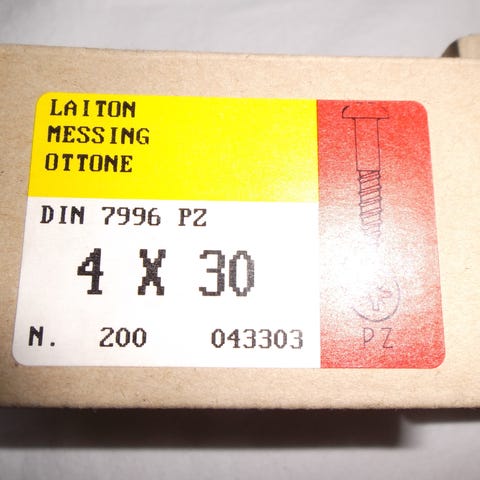 LAITON
MESSING
OTTONE
DIN 7996 PZ
4 X 30
N. 200 043303
PZ